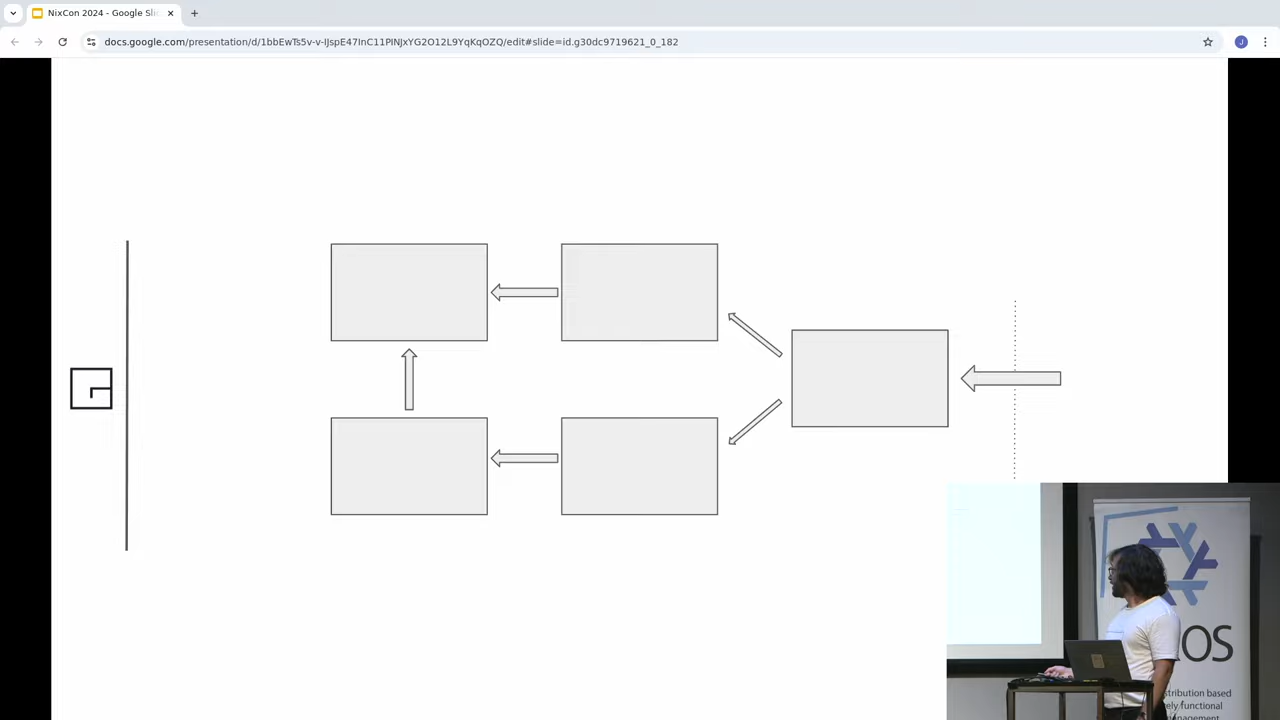 NixCon 2024 - Google Sli
docs.google.com/presentation/d/1bbEwTs5v-v-IJspE47InC11PINJxYG2O12L9YqKqOZQ/edit#slide=id.g30dc9719621_0_182
J
OS
stribution based
ely functional
management